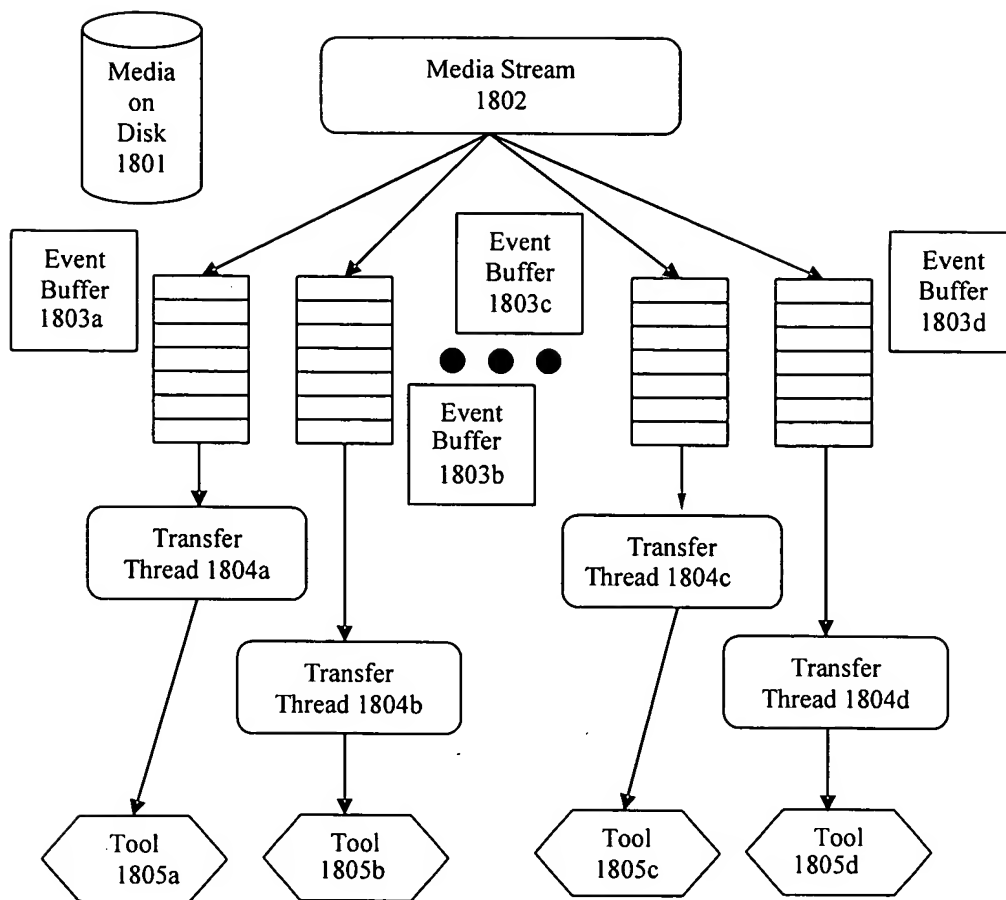 Media
on
Disk
1801
Media Stream
1802
Event
Buffer
1803a
Event
Buffer
1803c
Event
Buffer
1803d
Event
Buffer
1803b
Transfer
Thread 1804a
Transfer
Thread 1804c
Transfer
Thread 1804b
Transfer
Thread 1804d
Tool
1805a
Tool
1805b
Tool
1805c
Tool
1805d